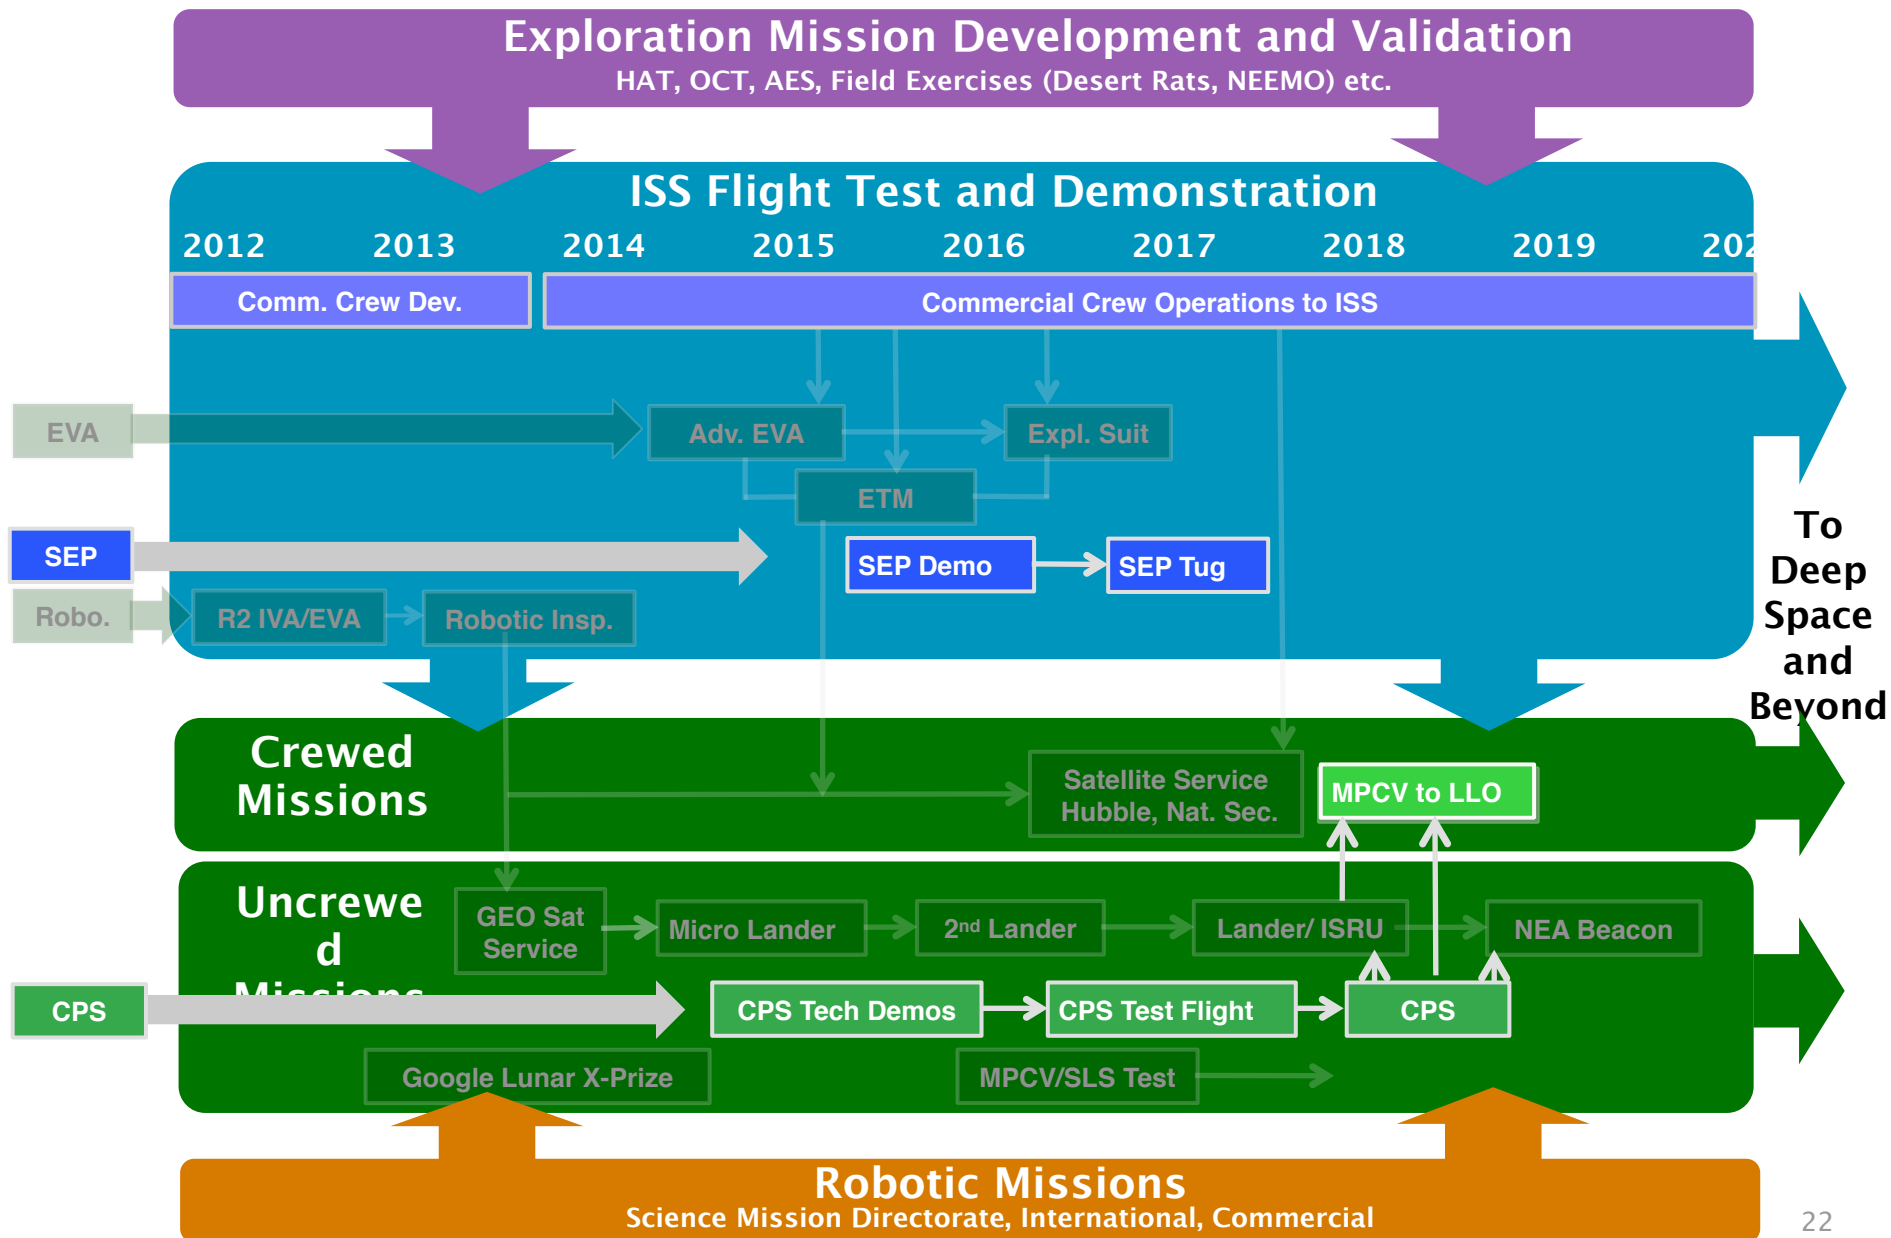 Exploration Mission Development and Validation
HAT, OCT, AES, Field Exercises (Desert Rats, NEEMO) etc.
ISS Flight Test and Demonstration
2012 2013 2014 2015 2016 2017 2018 2019 202
Comm. Crew Dev.
Commercial Crew Operations to ISS
EVA
Adv. EVA
Expl. Suit
ETM
SEP
SEP Demo
SEP Tug
Robo.
R2 IVA/EVA
Robotic Insp.
To
Deep
Space
and
Beyond
Crewed
Missions
Satellite Service
Hubble, Nat. Sec.
MPCV to LLO
Uncrewe
d
Missions
GEO Sat
Service
Micro Lander
2nd Lander
Lander/ ISRU
NEA Beacon
CPS
CPS Tech Demos
CPS Test Flight
CPS
Google Lunar X-Prize
MPCV/SLS Test
Robotic Missions
Science Mission Directorate, International, Commercial
22